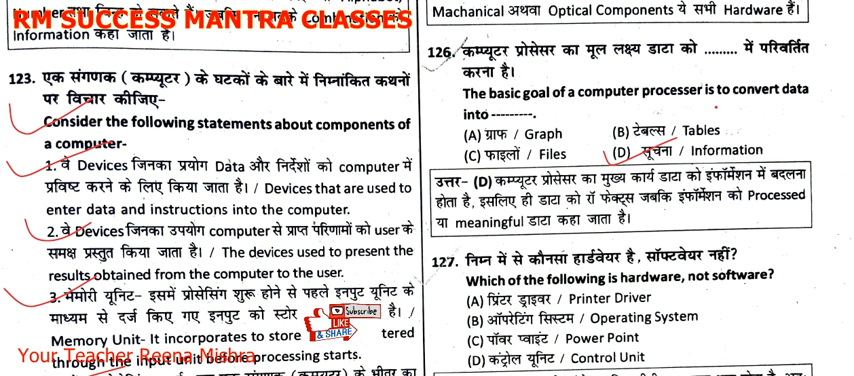 RM SUCCESS MANTRA CLASSES
Information कहा जाता है।
123. एक संगणक ( कम्प्यूटर ) के घटकों के बारे में निम्नांकित कथनों
पर विचार कीजिए-
Consider the following statements about components of
a computer-
1. वे Devices जिनका प्रयोग Data और निर्देशों को computer में
प्रविष्ट करने के लिए किया जाता है। / Devices that are used to
enter data and instructions into the computer.
2. वे Devices जिनका उपयोग computer से प्राप्त परिणामों को user के
समक्ष प्रस्तुत किया जाता है। / The devices used to present the
results obtained from the computer to the user.
3. मेमोरी यूनिट- इसमें प्रोसेसिंग शुरू होने से पहले इनपुट यूनिट के
माध्यम से दर्ज किए गए इनपुट को स्टोर है। /
Subscribe
LIKE
& SHARE
Memory Unit- It incorporates to store tered
through the input unit before processing starts.
Your Teacher Reena Mishra
Machanical अथवा Optical Components ये सभी Hardware हैं।
126. कम्प्यूटर प्रोसेसर का मूल लक्ष्य डाटा को ......... में परिवर्तित
करना है।
The basic goal of a computer processer is to convert data
into ---------.
(A) ग्राफ / Graph (B) टेबल्स / Tables
(C) फाइलों / Files (D) सूचना / Information
उत्तर- (D) कम्प्यूटर प्रोसेसर का मुख्य कार्य डाटा को इंफॉर्मेशन में बदलना
होता है, इसलिए ही डाटा को रॉ फेक्ट्स जबकि इंफॉर्मेशन को Processed
या meaningful डाटा कहा जाता है।
127. निम्न में से कौनसा हार्डवेयर है, सॉफ्टवेयर नहीं?
Which of the following is hardware, not software?
(A) प्रिंटर ड्राइवर / Printer Driver
(B) ऑपरेटिंग सिस्टम / Operating System
(C) पॉवर प्वाइंट / Power Point
(D) कंट्रोल यूनिट / Control Unit